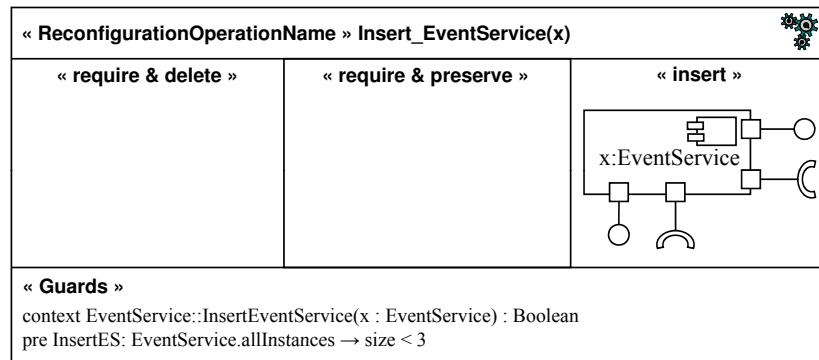 « ReconfigurationOperationName » Insert_EventService(x)
« require & delete »
« require & preserve »
« insert »
x:EventService
« Guards »
context EventService::InsertEventService(x : EventService) : Boolean
pre InsertES: EventService.allInstances → size < 3